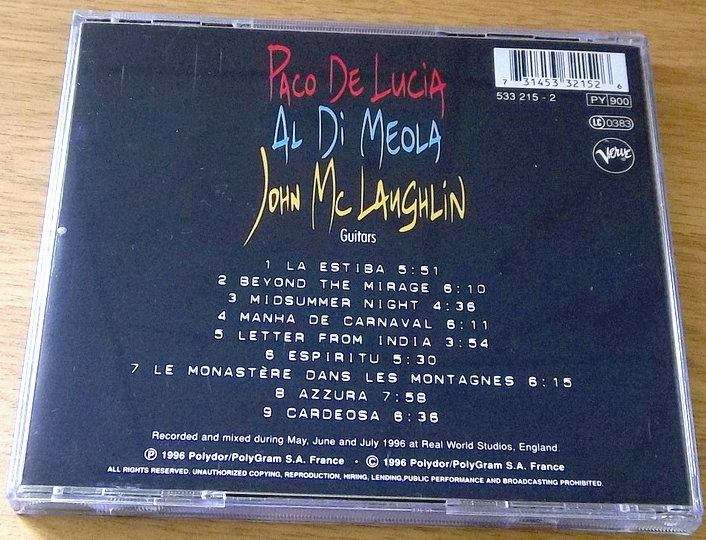 PACO DE LUCIA
AL DI MEOLA
JOHN MC LAUGHLIN
Guitars
7 31453 32152 6
533 215 - 2
PY 900
LC 0383
Verve
1 LA ESTIBA 5:51
2 BEYOND THE MIRAGE 6:10
3 MIDSUMMER NIGHT 4:36
4 MANHA DE CARNAVAL 6:11
5 LETTER FROM INDIA 3:54
6 ESPIRITU 5:30
7 LE MONASTÈRE DANS LES MONTAGNES 6:15
8 AZZURA 7:58
9 CARDEOSA 6:36
Recorded and mixed during May, June and July 1996 at Real World Studios, England
℗ 1996 Polydor/PolyGram S.A. France · © 1996 Polydor/PolyGram S.A. France
ALL RIGHTS RESERVED. UNAUTHORIZED COPYING, REPRODUCTION, HIRING, LENDING,PUBLIC PERFORMANCE AND BROADCASTING PROHIBITED.